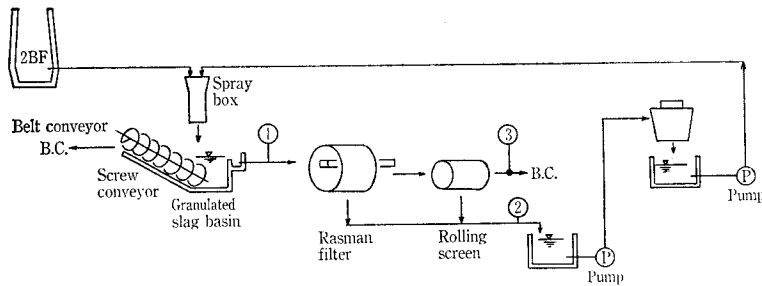 2BF
Spray
box
Belt conveyor
B.C.
Screw
conveyor
Granulated
slag basin
1
Rasman
filter
Rolling
screen
3
B.C.
2
Pump
Pump